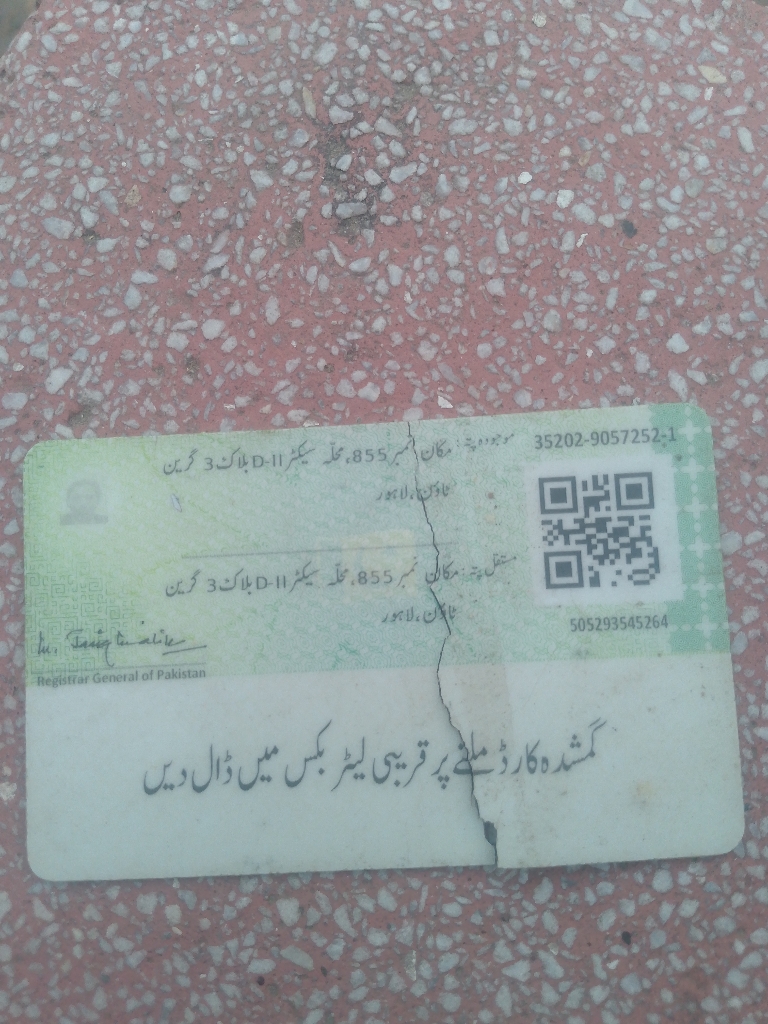 35202-9057252-1
موجودہ پتہ: مکان نمبر 855، محلہ سیکٹر D-II بلاک 3 گرین
ٹاؤن، لاہور
مستقل پتہ: مکان نمبر 855، محلہ سیکٹر D-II بلاک 3 گرین
ٹاؤن، لاہور
505293545264
Registrar General of Pakistan
گمشدہ کارڈ ملنے پر قریبی لیٹر بکس میں ڈال دیں